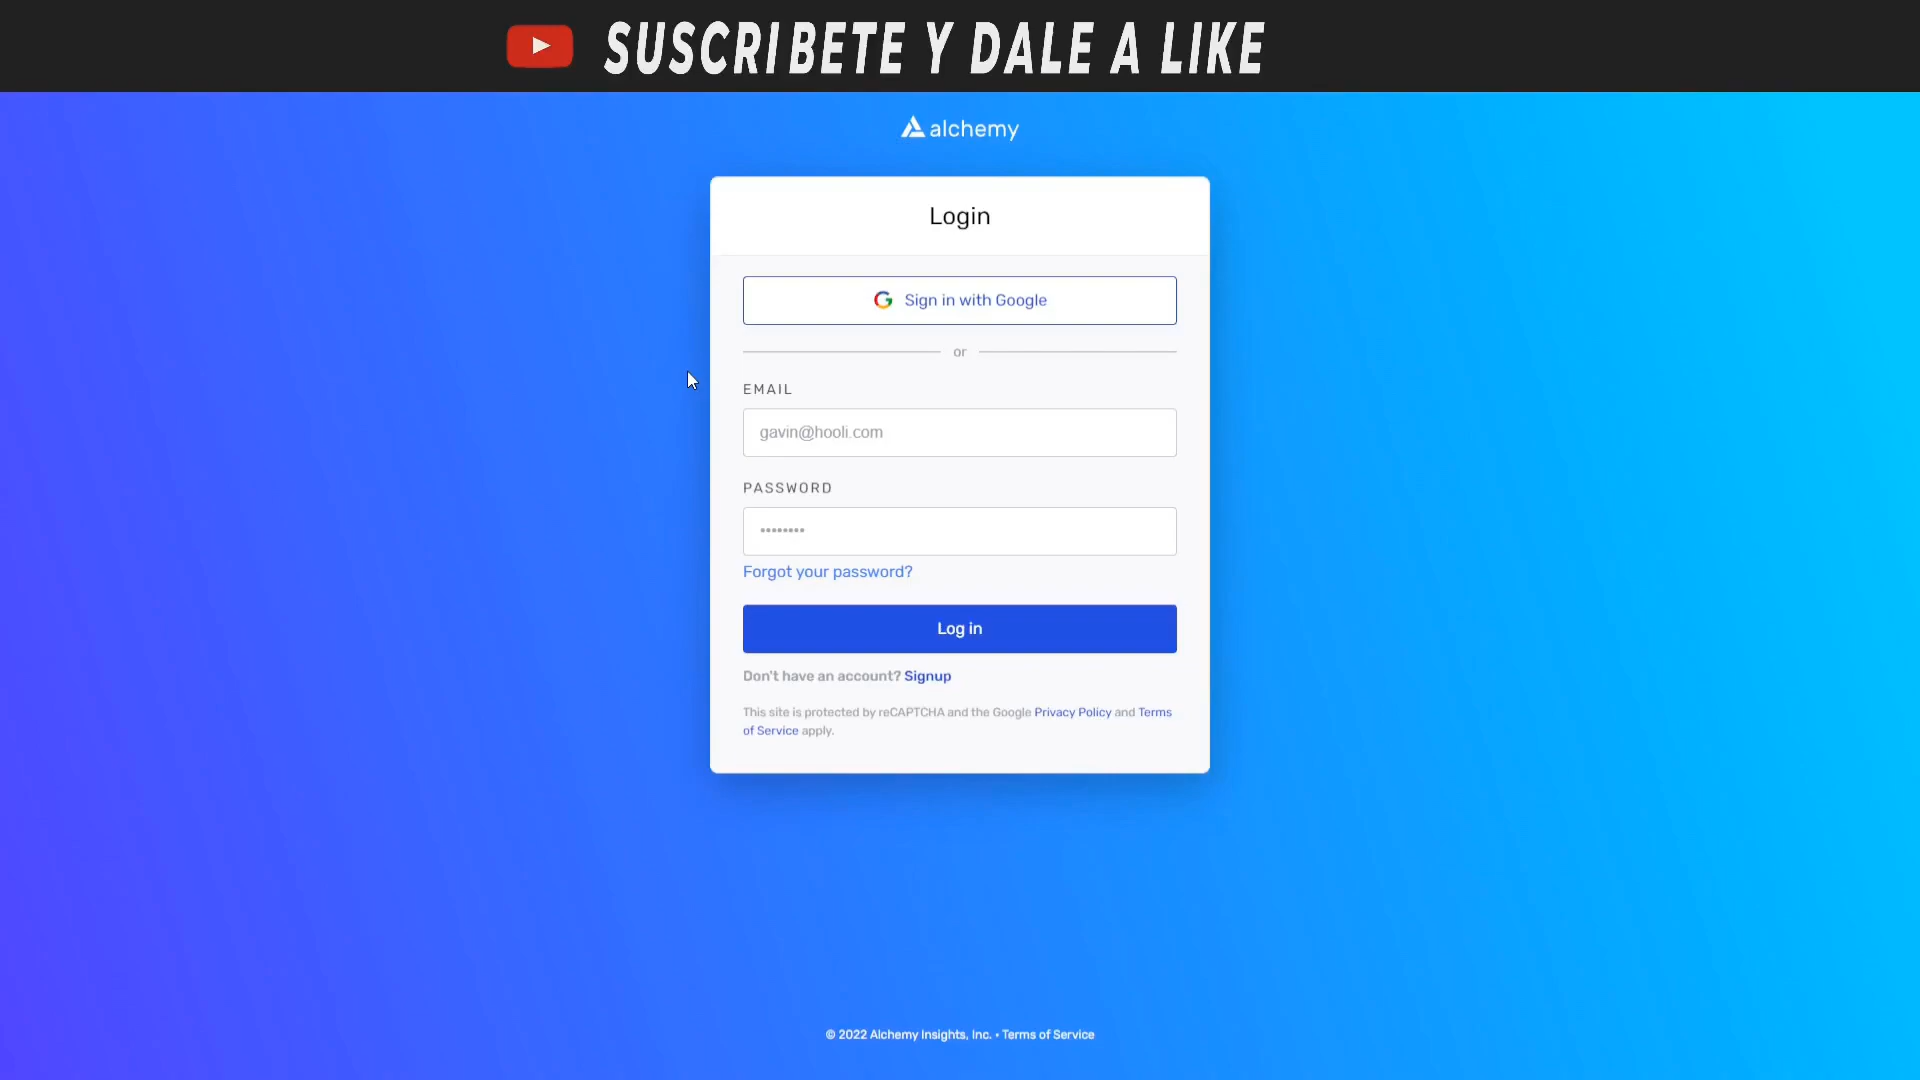 SUSCRIBETE Y DALE A LIKE
alchemy
Login
Sign in with Google
or
EMAIL
gavin@hooli.com
PASSWORD
••••••••
Forgot your password?
Log in
Don't have an account? Signup
This site is protected by reCAPTCHA and the Google Privacy Policy and Terms
of Service apply.
© 2022 Alchemy Insights, Inc. • Terms of Service